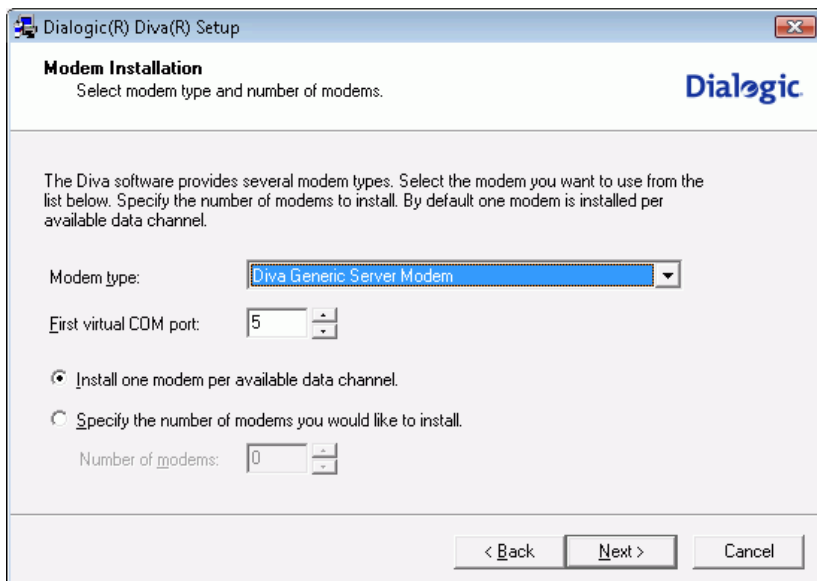 Dialogic(R) Diva(R) Setup
Modem Installation
Select modem type and number of modems.
Dialogic.
The Diva software provides several modem types. Select the modem you want to use from the
list below. Specify the number of modems to install. By default one modem is installed per
available data channel.
Modem type: Diva Generic Server Modem
First virtual COM port: 5
Install one modem per available data channel.
Specify the number of modems you would like to install.
Number of modems: 0
< Back Next > Cancel